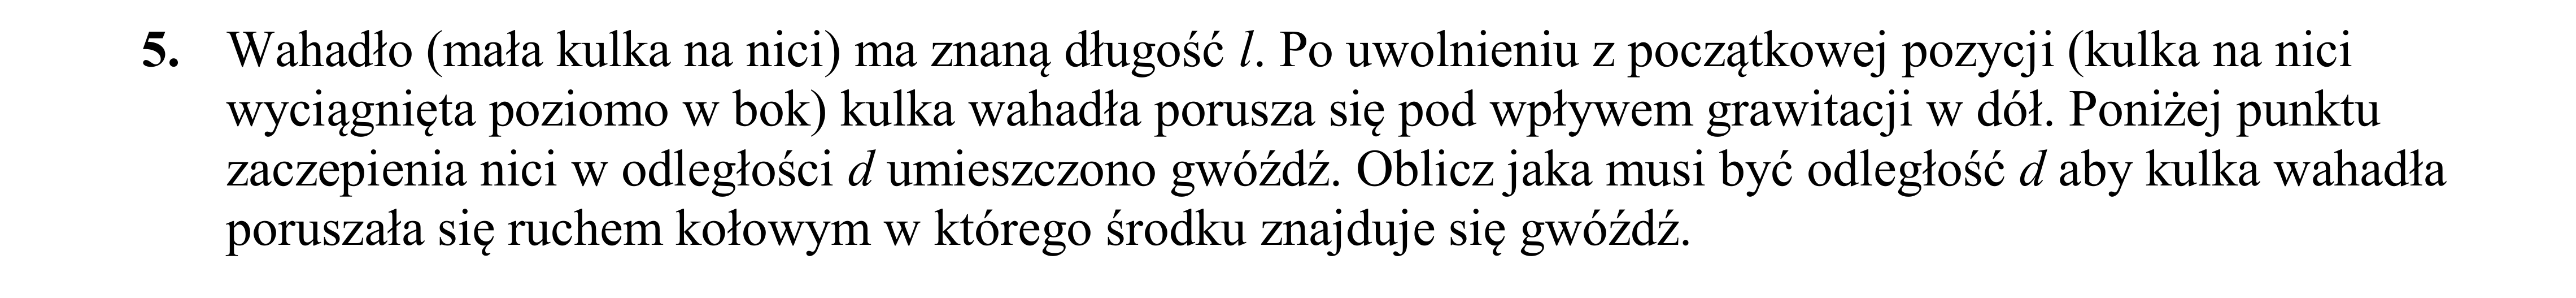 5. Wahadło (mała kulka na nici) ma znaną długość l. Po uwolnieniu z początkowej pozycji (kulka na nici
wyciągnięta poziomo w bok) kulka wahadła porusza się pod wpływem grawitacji w dół. Poniżej punktu
zaczepienia nici w odległości d umieszczono gwóźdź. Oblicz jaka musi być odległość d aby kulka wahadła
poruszała się ruchem kołowym w którego środku znajduje się gwóźdź.